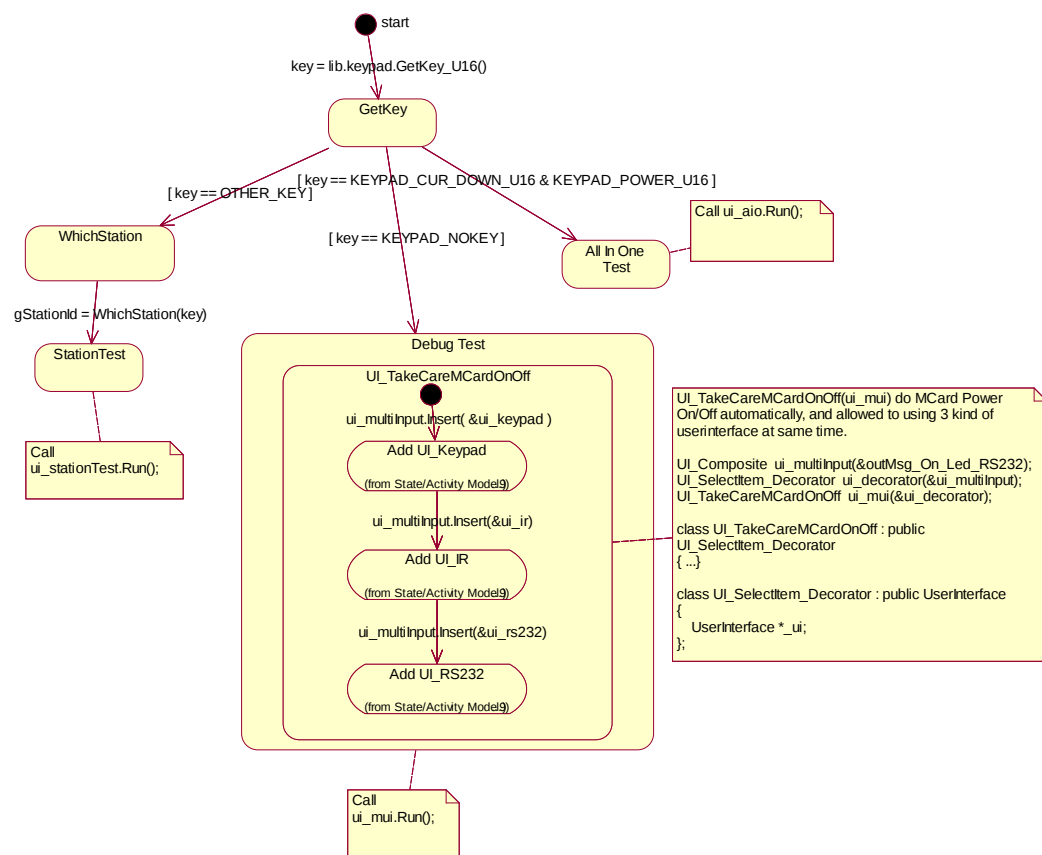 start
key = lib.keypad.GetKey_U16()
GetKey
[ key == KEYPAD_CUR_DOWN_U16 & KEYPAD_POWER_U16 ]
[ key == OTHER_KEY ]
Call ui_aio.Run();
WhichStation
[ key == KEYPAD_NOKEY ]
All In One
Test
gStationId = WhichStation(key)
StationTest
Debug Test
UI_TakeCareMCardOnOff
ui_multiInput.Insert( &ui_keypad )
Add UI_Keypad
(from State/Activity Model9)
ui_multiInput.Insert(&ui_ir)
Add UI_IR
(from State/Activity Model9)
ui_multiInput.Insert(&ui_rs232)
Add UI_RS232
(from State/Activity Model9)
Call
ui_stationTest.Run();
UI_TakeCareMCardOnOff(ui_mui) do MCard Power
On/Off automatically, and allowed to using 3 kind of
userinterface at same time.
UI_Composite ui_multiInput(&outMsg_On_Led_RS232);
UI_SelectItem_Decorator ui_decorator(&ui_multiInput);
UI_TakeCareMCardOnOff ui_mui(&ui_decorator);
class UI_TakeCareMCardOnOff : public
UI_SelectItem_Decorator
{ ...}
class UI_SelectItem_Decorator : public UserInterface
{
UserInterface *_ui;
};
Call
ui_mui.Run();